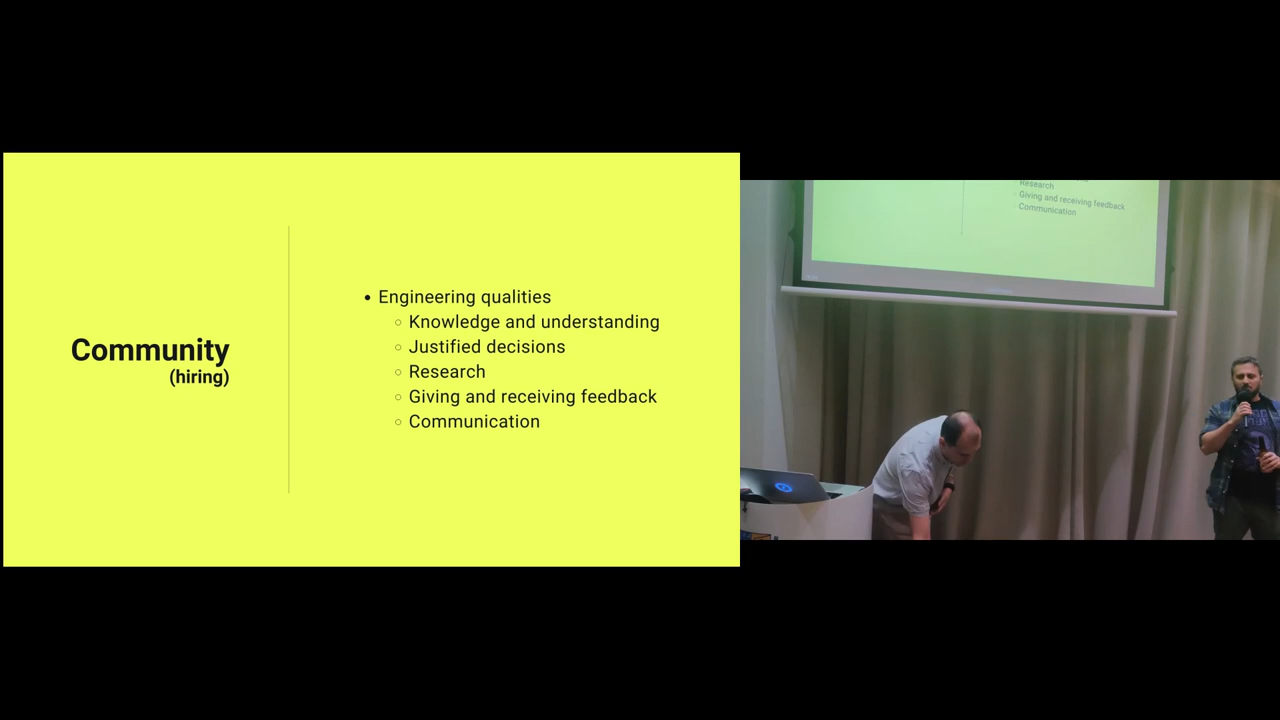 Community
(hiring)
• Engineering qualities
○ Knowledge and understanding
○ Justified decisions
○ Research
○ Giving and receiving feedback
○ Communication
Research
Giving and receiving feedback
Communication